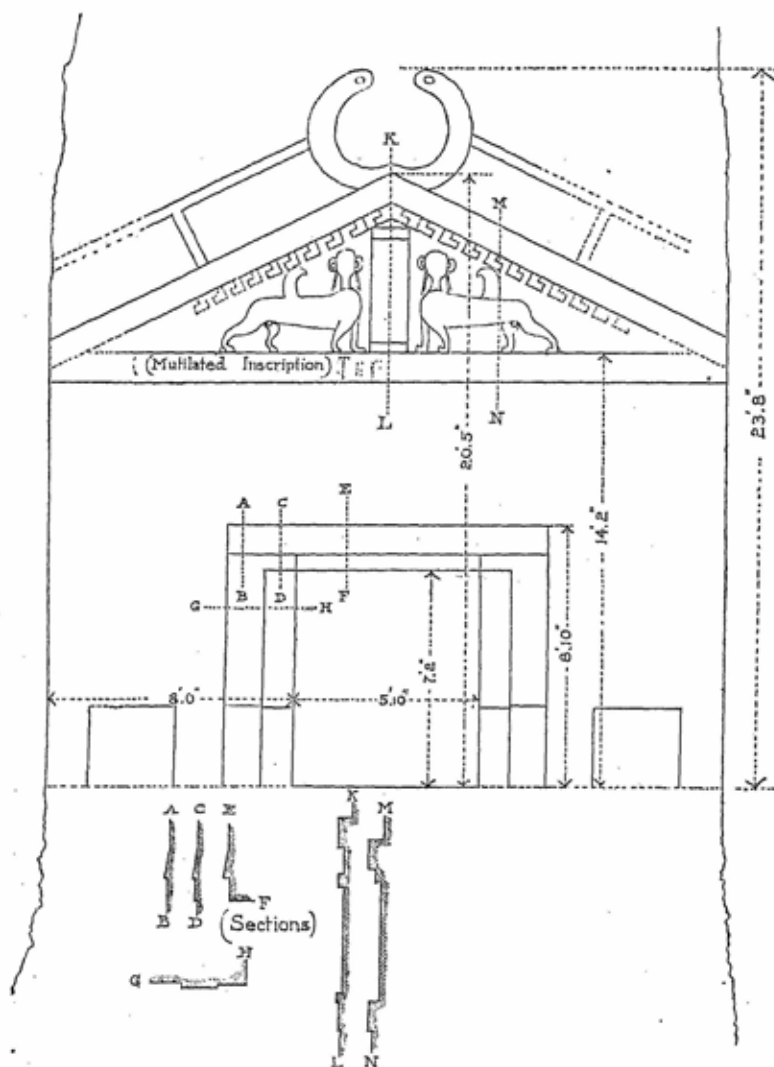 K
M
(Mutilated Inscription)
L
N
20'.5"
23'.8"
14'.2"
A C E
B D F
G H
8'.10"
7'.2"
8'.0"
5'.10"
A C E
K M
B D F
(Sections)
H
G
L N